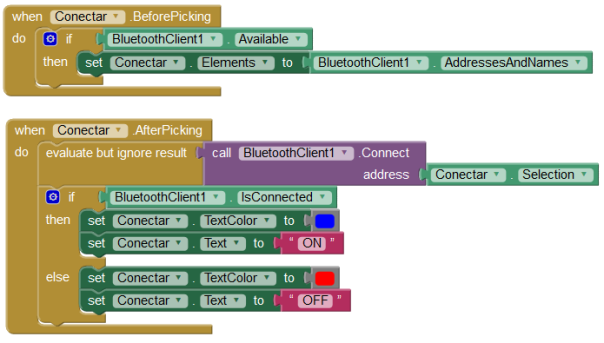 when Conectar .BeforePicking
do if BluetoothClient1 . Available
then set Conectar . Elements to BluetoothClient1 . AddressesAndNames
when Conectar .AfterPicking
do evaluate but ignore result call BluetoothClient1 .Connect
address Conectar . Selection
if BluetoothClient1 . IsConnected
then set Conectar . TextColor to
set Conectar . Text to " ON "
else set Conectar . TextColor to
set Conectar . Text to " OFF "